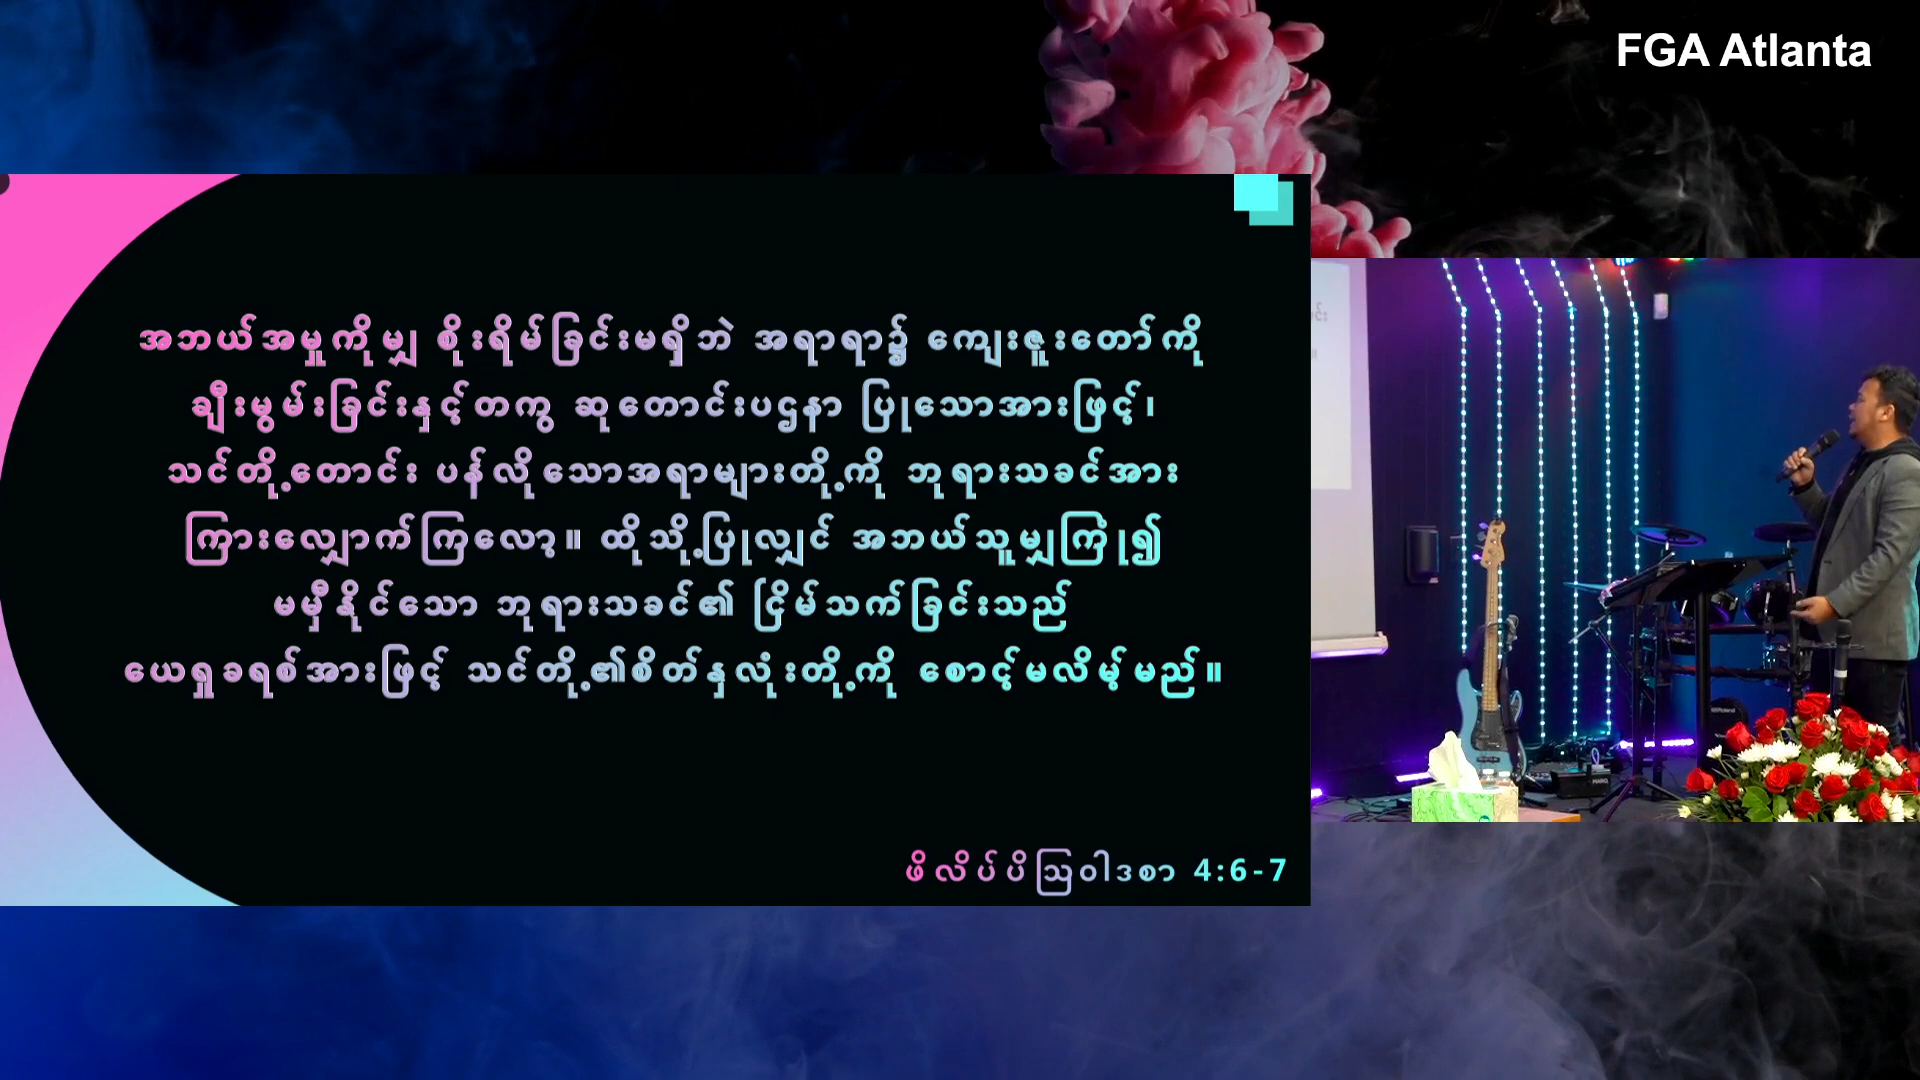 FGA Atlanta
အဘယ်အမှုကိုမျှ စိုးရိမ်ခြင်းမရှိဘဲ အရာရာ၌ ကျေးဇူးတော်ကို
ချီးမွမ်းခြင်းနှင့်တကွ ဆုတောင်းပဌနာ ပြုသောအားဖြင့်၊
သင်တို့တောင်း ပန်လိုသောအရာများတို့ကို ဘုရားသခင်အား
ကြားလျှောက်ကြလော့။ ထိုသို့ပြုလျှင် အဘယ်သူမျှကြံု၍
မမှီနိုင်သော ဘုရားသခင်၏ ငြိမ်သက်ခြင်းသည်
ယေရှုခရစ်အားဖြင့် သင်တို့၏စိတ်နှလုံးတို့ကို စောင့်မလိမ့်မည်။
ဖိလိပ်ပိဩဝါဒစာ 4:6-7